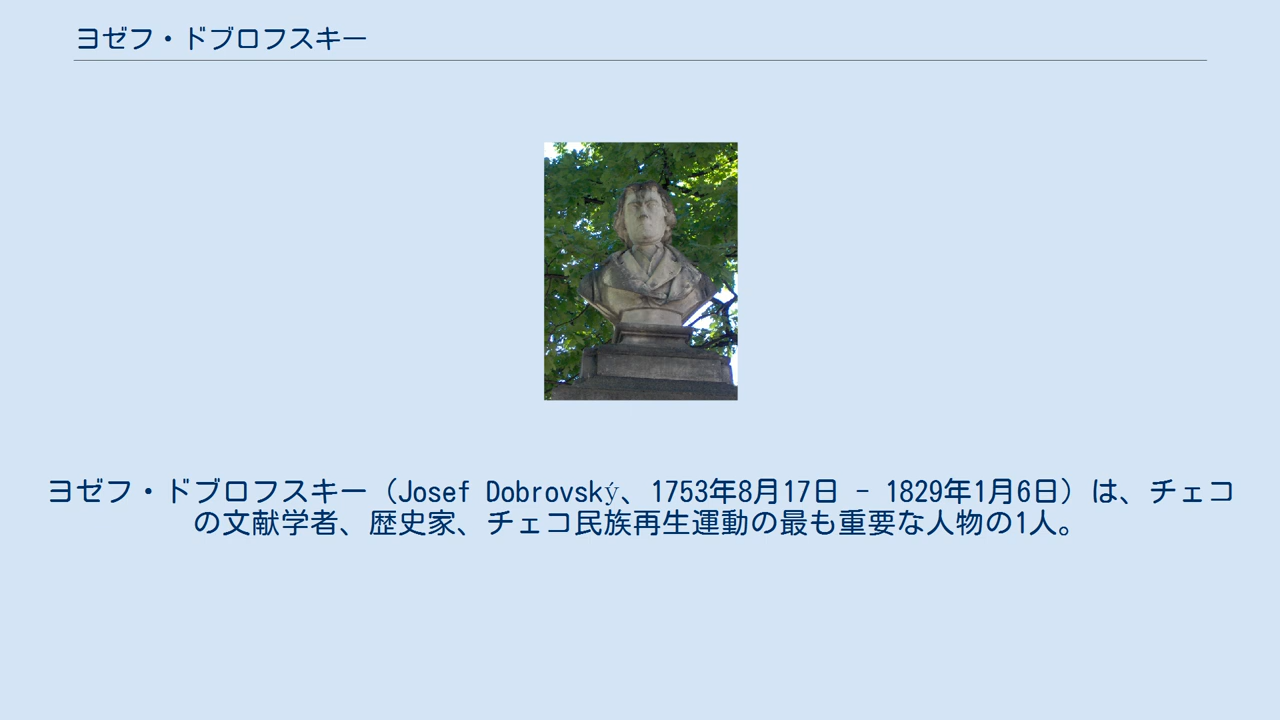 ヨゼフ・ドブロフスキー
ヨゼフ・ドブロフスキー（Josef Dobrovský、1753年8月17日 - 1829年1月6日）は、チェコ
の文献学者、歴史家、チェコ民族再生運動の最も重要な人物の1人。